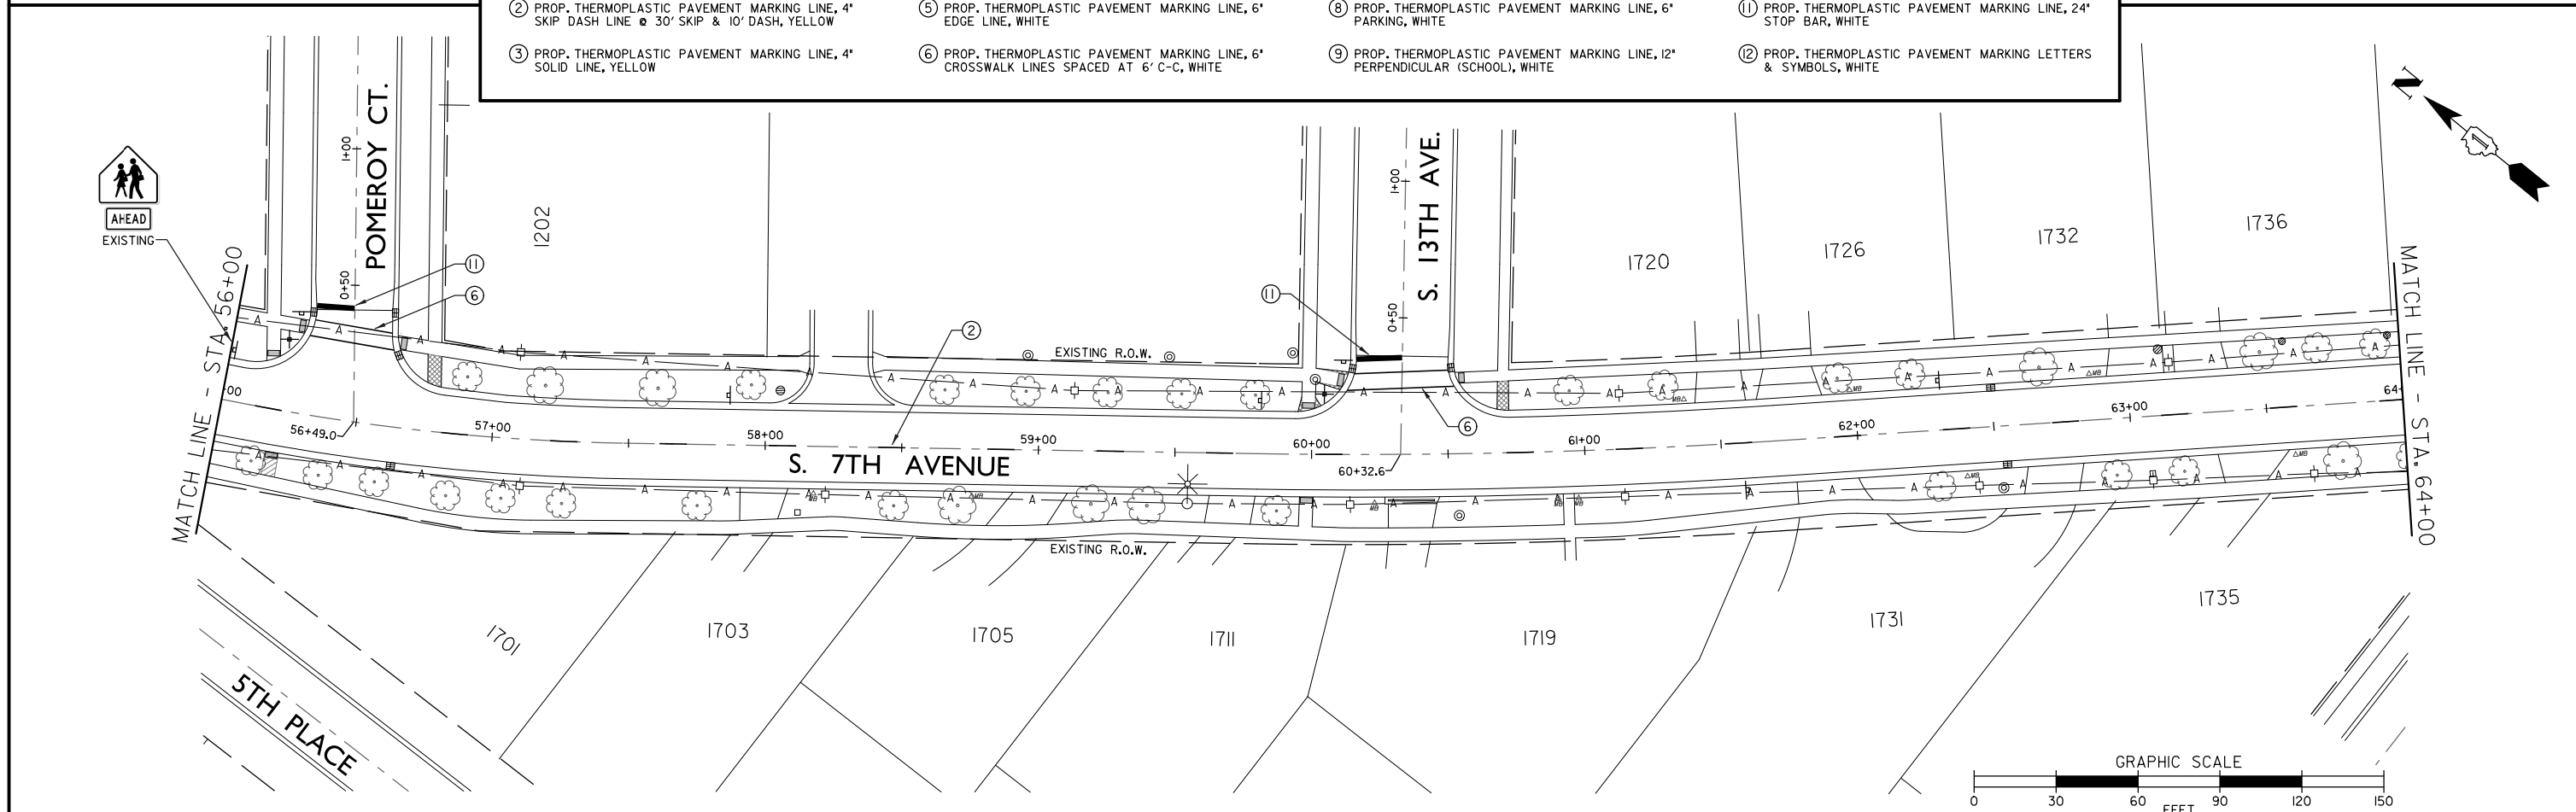 ② PROP. THERMOPLASTIC PAVEMENT MARKING LINE, 4"
SKIP DASH LINE @ 30' SKIP & 10' DASH, YELLOW
③ PROP. THERMOPLASTIC PAVEMENT MARKING LINE, 4"
SOLID LINE, YELLOW
⑤ PROP. THERMOPLASTIC PAVEMENT MARKING LINE, 6"
EDGE LINE, WHITE
⑥ PROP. THERMOPLASTIC PAVEMENT MARKING LINE, 6"
CROSSWALK LINES SPACED AT 6' C-C, WHITE
⑧ PROP. THERMOPLASTIC PAVEMENT MARKING LINE, 6"
PARKING, WHITE
⑨ PROP. THERMOPLASTIC PAVEMENT MARKING LINE, 12"
PERPENDICULAR (SCHOOL), WHITE
⑪ PROP. THERMOPLASTIC PAVEMENT MARKING LINE, 24"
STOP BAR, WHITE
⑫ PROP. THERMOPLASTIC PAVEMENT MARKING LETTERS
& SYMBOLS, WHITE
N
AHEAD
EXISTING
POMEROY CT.
1+00
0+50
⑪
⑥
1202
②
S. 13TH AVE.
1+00
0+50
⑪
⑥
1720
1726
1732
1736
EXISTING R.O.W.
MATCH LINE - STA. 56+00
MATCH LINE - STA. 64+00
00
56+49.0
57+00
58+00
59+00
60+00
60+32.6
61+00
62+00
63+00
64
S. 7TH AVENUE
EXISTING R.O.W.
1701
1703
1705
1711
1719
1731
1735
5TH PLACE
GRAPHIC SCALE
0 30 60 90 120 150
FEET